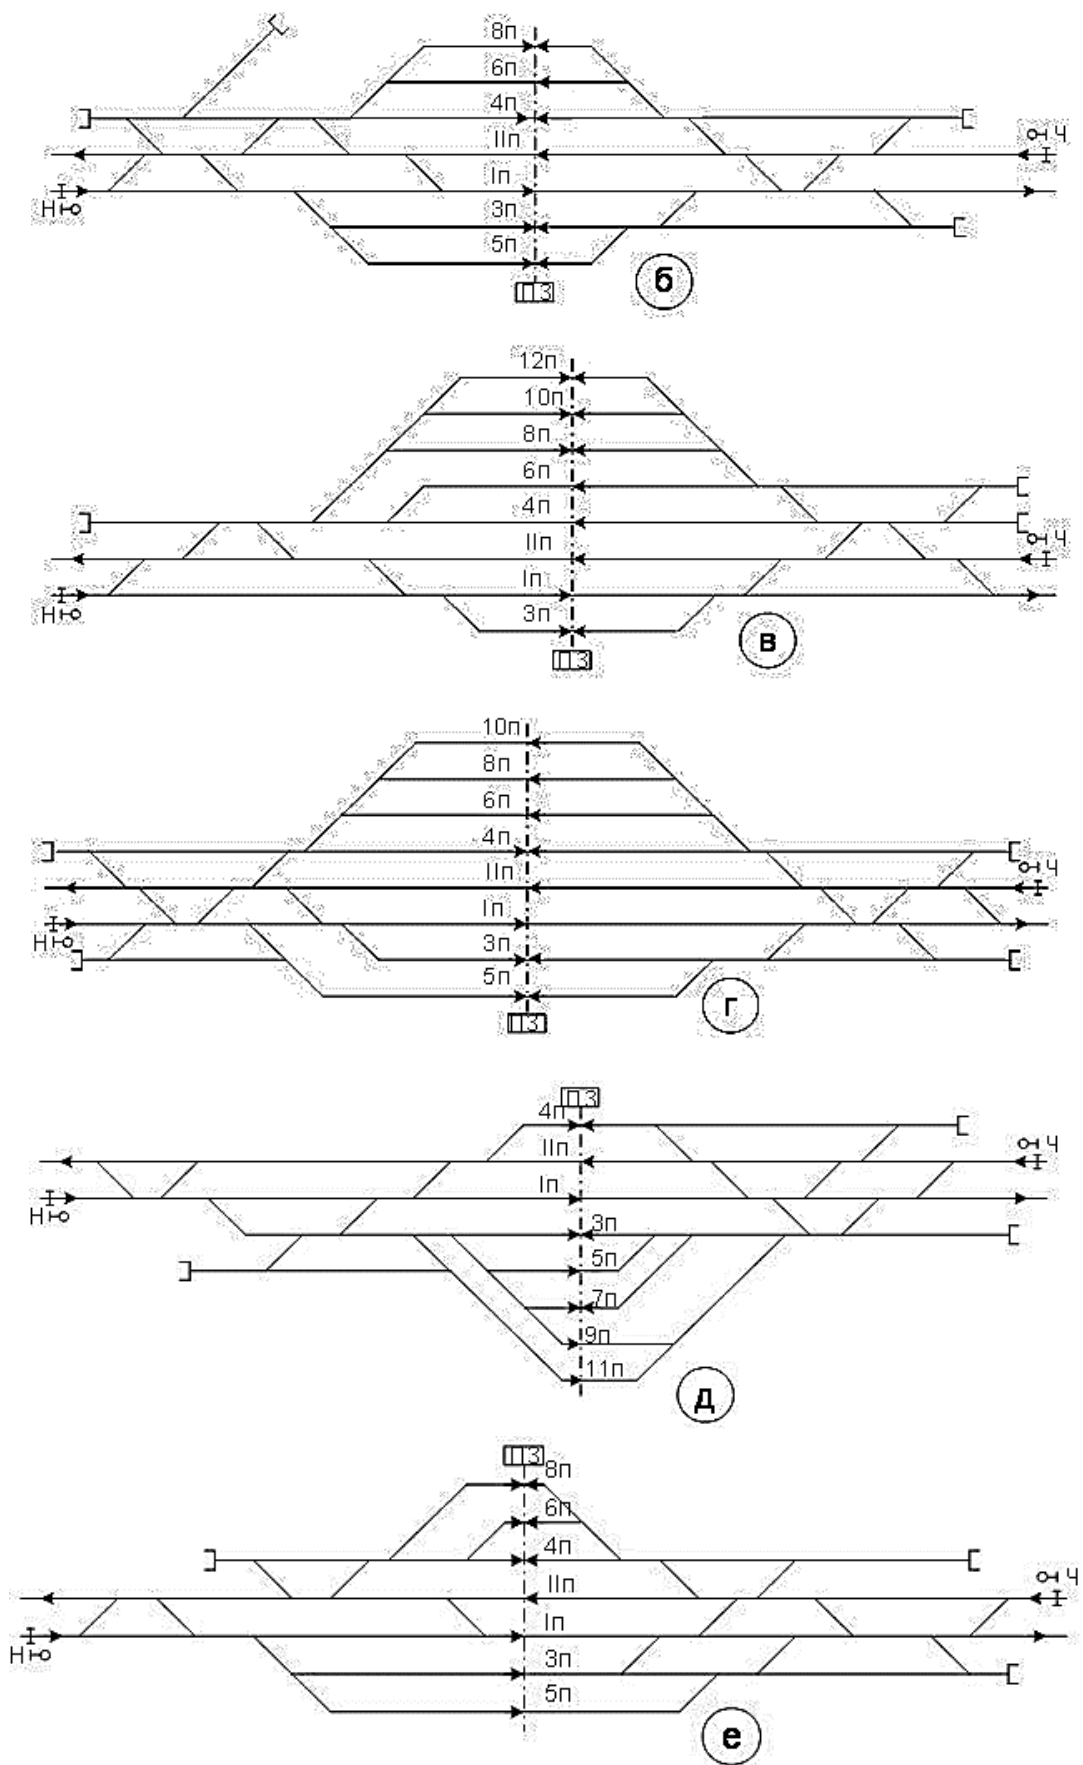 8п
6п
4п
IIп
Ч
Iп
Н
3п
5п
ПЗ
б
12п
10п
8п
6п
4п
IIп
Ч
Iп
Н
3п
ПЗ
в
10п
8п
6п
4п
IIп
Ч
Iп
Н
3п
5п
ПЗ
г
ПЗ
4п
IIп
Ч
Iп
Н
3п
5п
7п
9п
11п
д
ПЗ
8п
6п
4п
IIп
Ч
Iп
Н
3п
5п
е